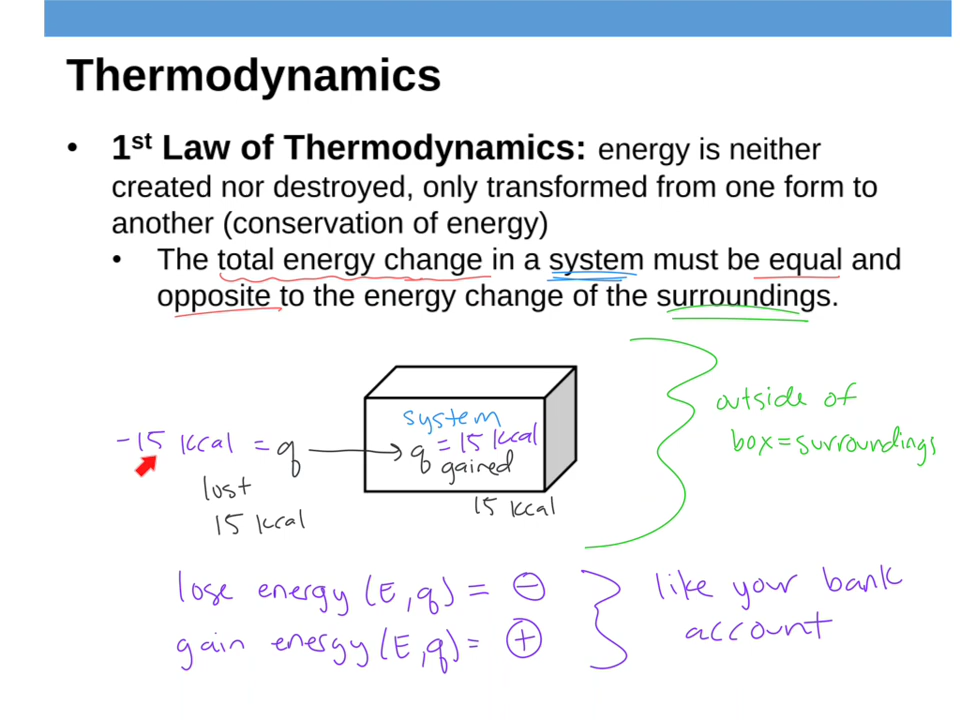 Thermodynamics
• 1st Law of Thermodynamics: energy is neither
created nor destroyed, only transformed from one form to
another (conservation of energy)
• The total energy change in a system must be equal and
opposite to the energy change of the surroundings.
outside of
box = surroundings
system
-15 kcal = q
q = 15 kcal
gained
lost
15 kcal
15 kcal
lose energy (E, q) = ⊖
gain energy (E, q) = ⊕
like your bank
account